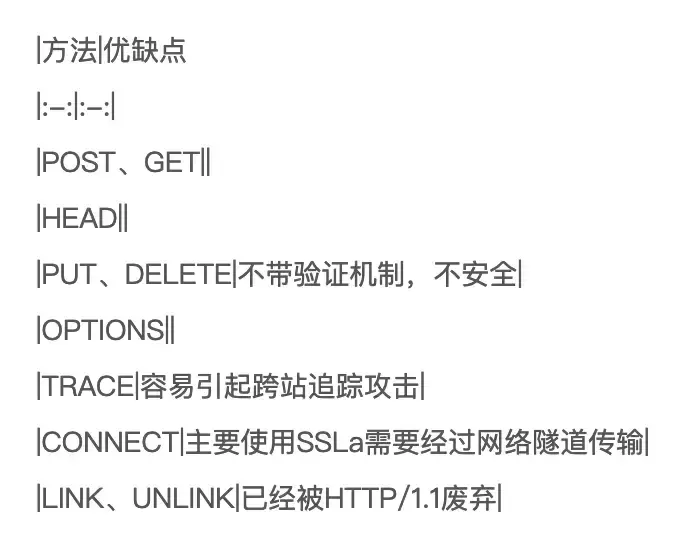 |方法|优缺点
|:–:|:–:|
|POST、GET||
|HEAD||
|PUT、DELETE|不带验证机制，不安全|
|OPTIONS||
|TRACE|容易引起跨站追踪攻击|
|CONNECT|主要使用SSLa需要经过网络隧道传输|
|LINK、UNLINK|已经被HTTP/1.1废弃|